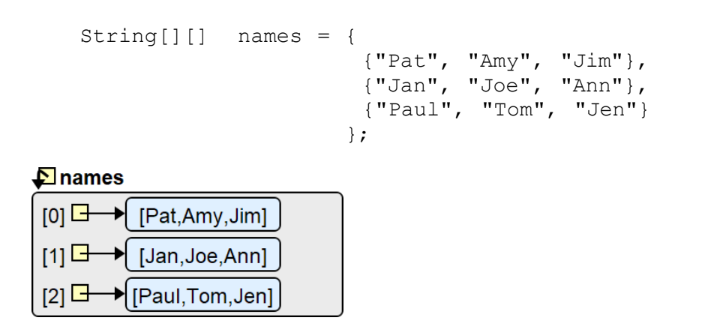 String[][] names = {
{"Pat", "Amy", "Jim"},
{"Jan", "Joe", "Ann"},
{"Paul", "Tom", "Jen"}
};
names
[0] [Pat,Amy,Jim]
[1] [Jan,Joe,Ann]
[2] [Paul,Tom,Jen]